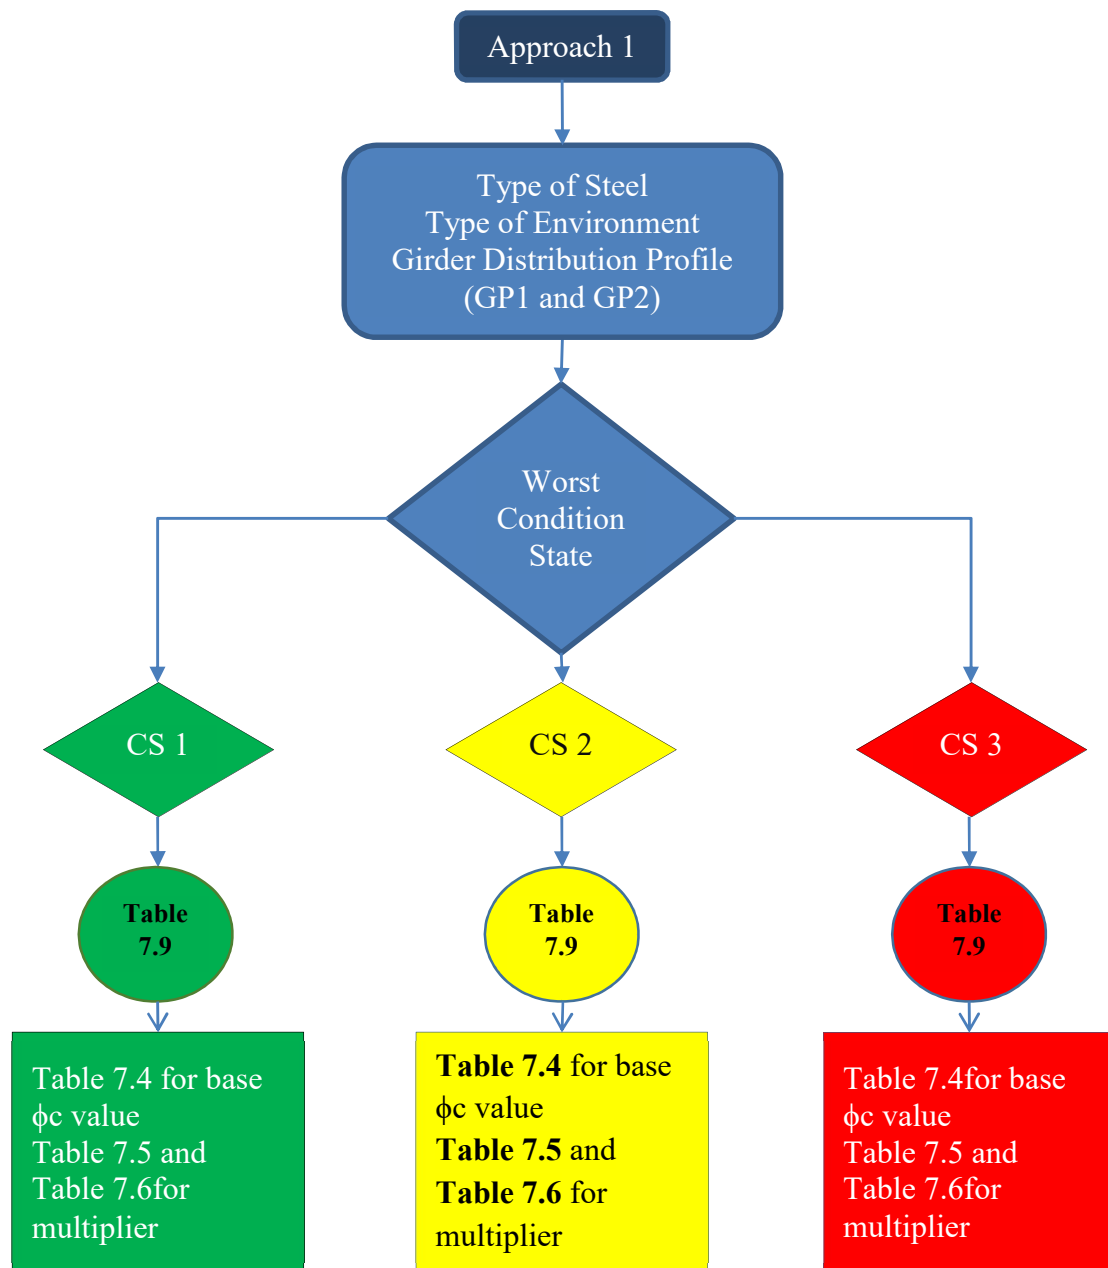 Approach 1
Type of Steel
Type of Environment
Girder Distribution Profile
(GP1 and GP2)
Worst
Condition
State
CS 1
CS 2
CS 3
Table
7.9
Table
7.9
Table
7.9
Table 7.4 for base
ϕc value
Table 7.5 and
Table 7.6for
multiplier
Table 7.4 for base
ϕc value
Table 7.5 and
Table 7.6 for
multiplier
Table 7.4for base
ϕc value
Table 7.5 and
Table 7.6for
multiplier